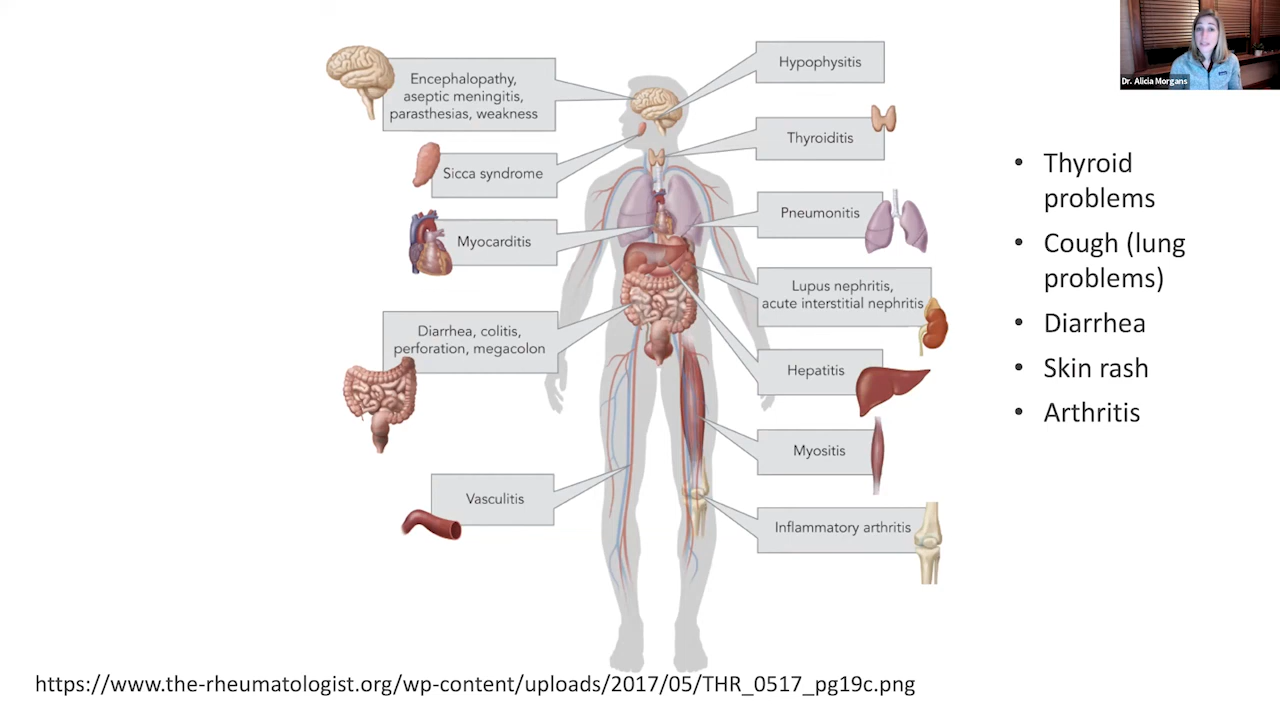 Encephalopathy,
aseptic meningitis,
parasthesias, weakness
Sicca syndrome
Myocarditis
Diarrhea, colitis,
perforation, megacolon
Vasculitis
Hypophysitis
Thyroiditis
Pneumonitis
Lupus nephritis,
acute interstitial nephritis
Hepatitis
Myositis
Inflammatory arthritis
Dr. Alicia Morgans
• Thyroid
problems
• Cough (lung
problems)
• Diarrhea
• Skin rash
• Arthritis
https://www.the-rheumatologist.org/wp-content/uploads/2017/05/THR_0517_pg19c.png